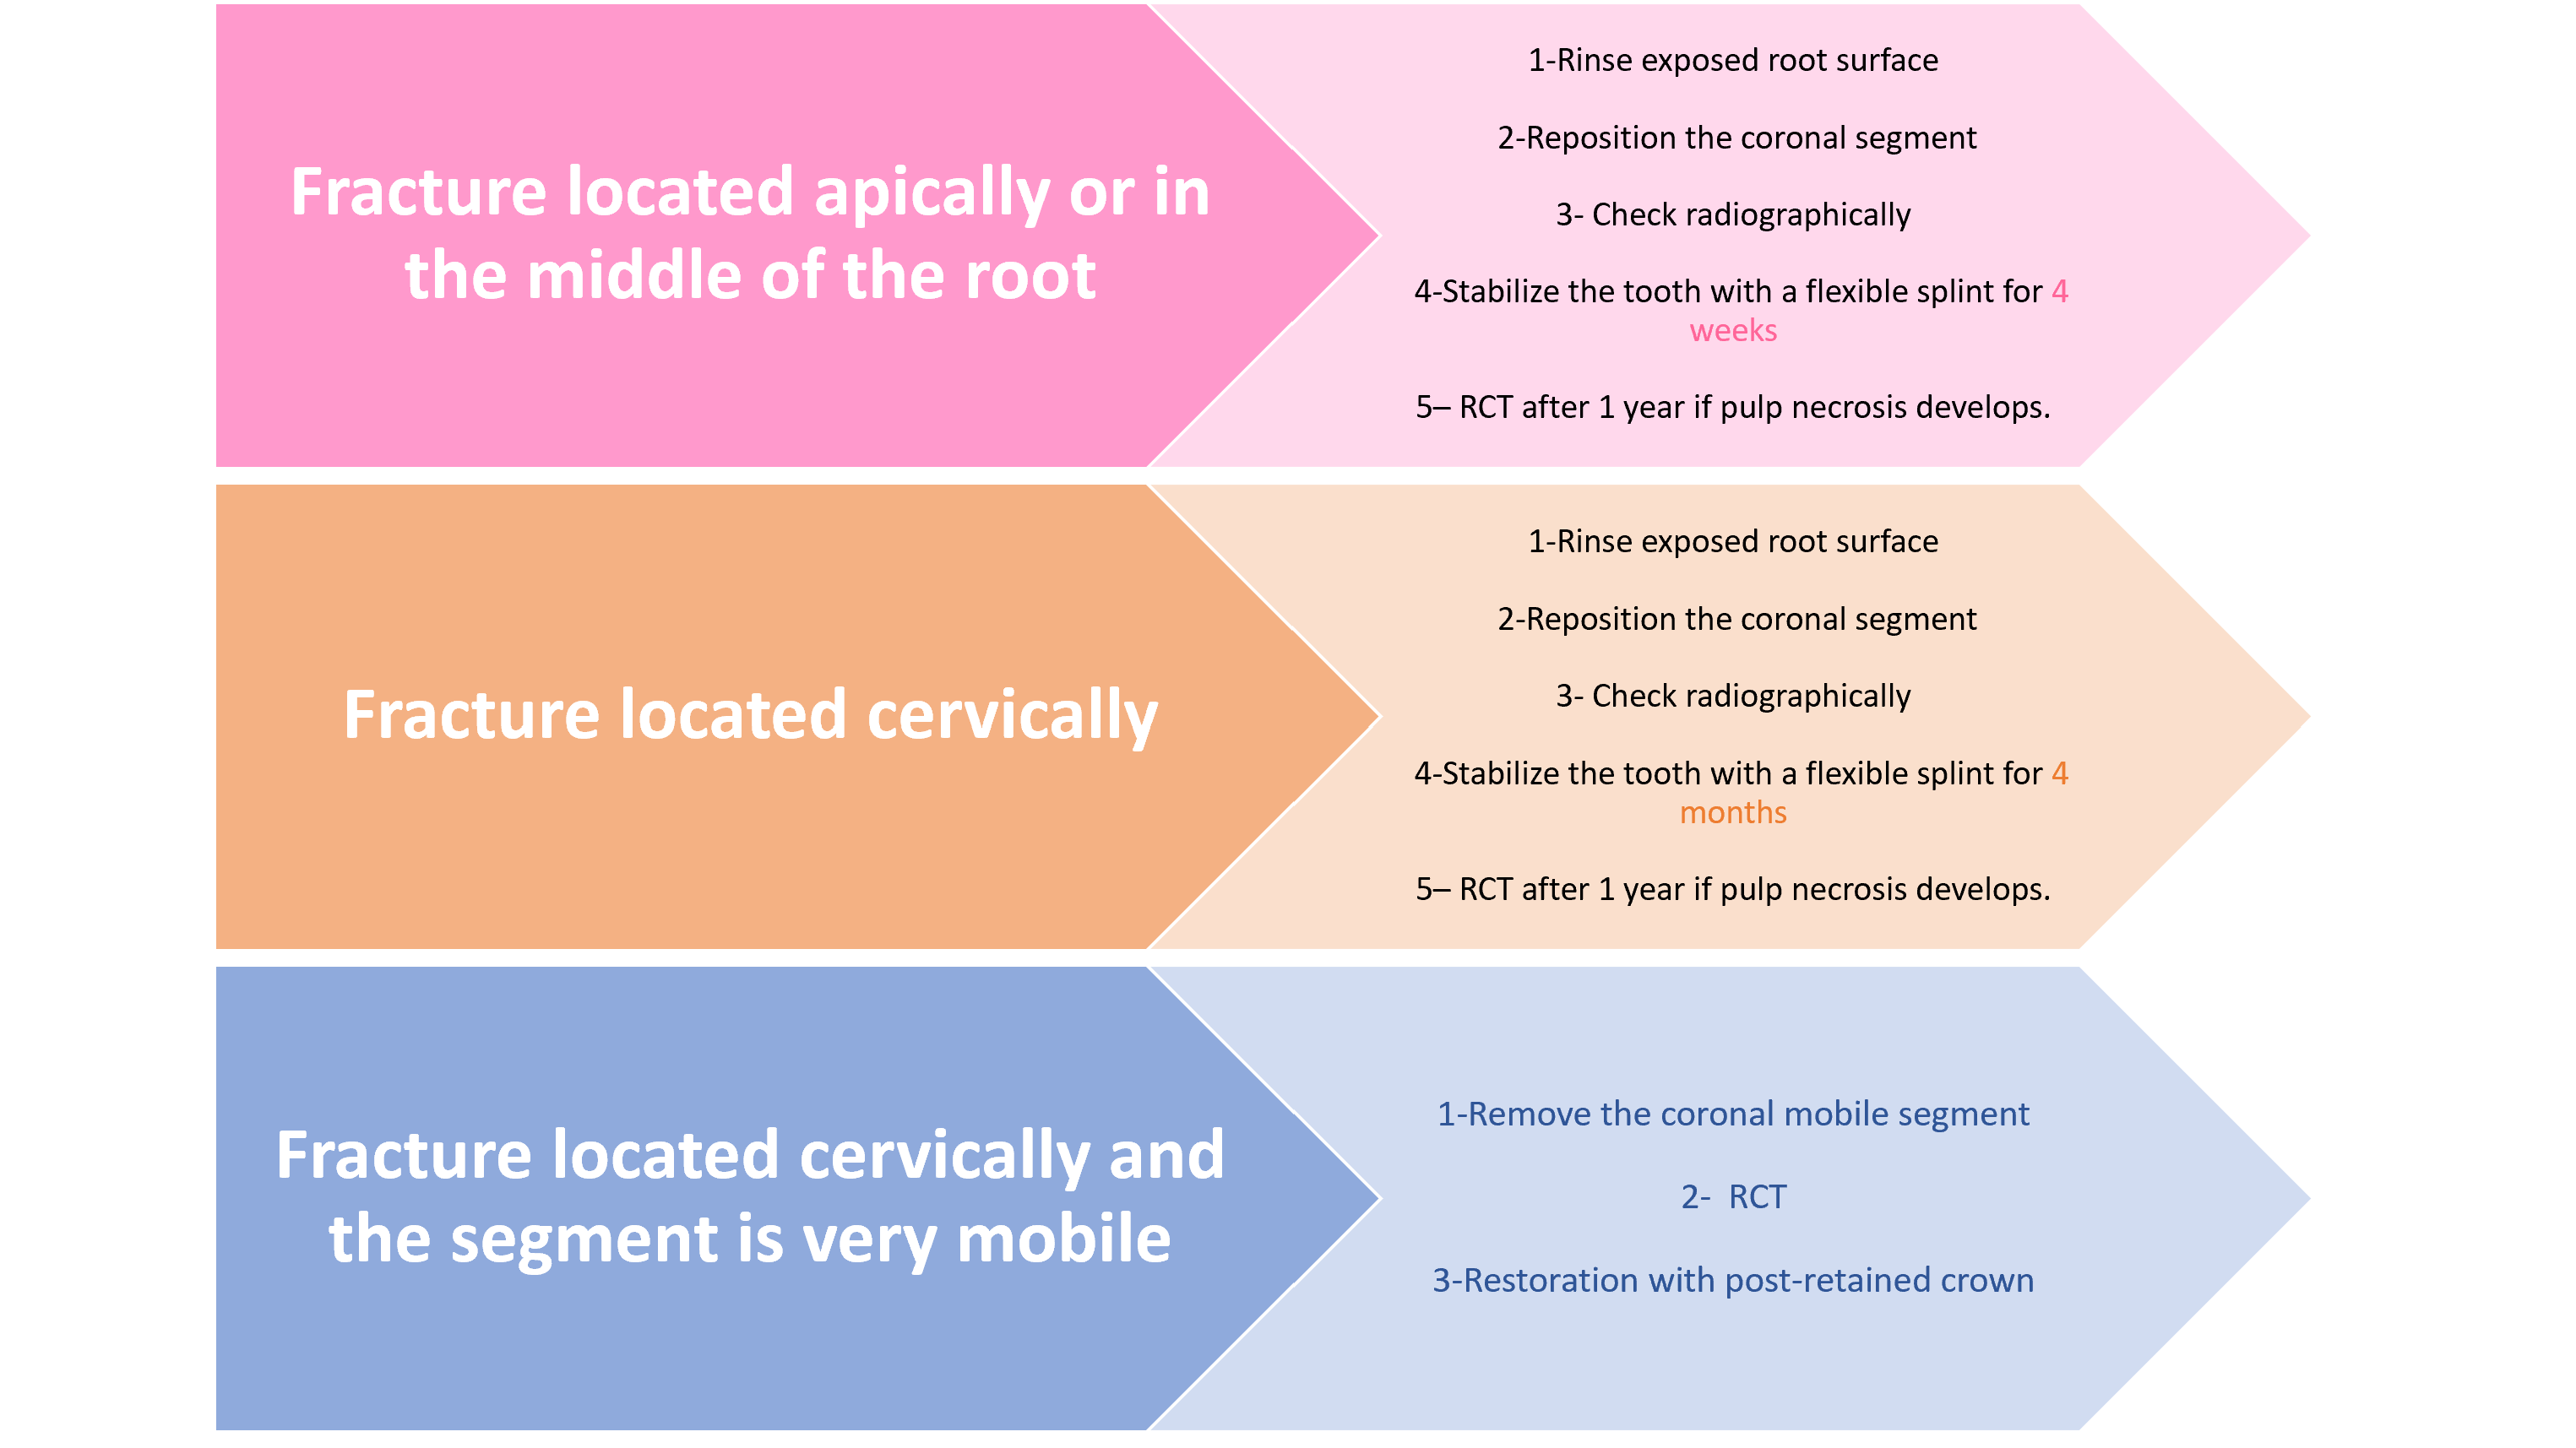 Fracture located apically or in
the middle of the root
1-Rinse exposed root surface
2-Reposition the coronal segment
3- Check radiographically
4-Stabilize the tooth with a flexible splint for 4
weeks
5– RCT after 1 year if pulp necrosis develops.
Fracture located cervically
1-Rinse exposed root surface
2-Reposition the coronal segment
3- Check radiographically
4-Stabilize the tooth with a flexible splint for 4
months
5– RCT after 1 year if pulp necrosis develops.
Fracture located cervically and
the segment is very mobile
1-Remove the coronal mobile segment
2-  RCT
3-Restoration with post-retained crown